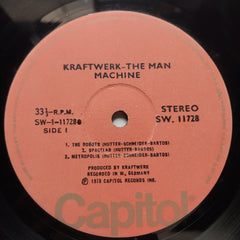 KRAFTWERK-THE MAN
MACHINE
33⅓-R.P.M.
SW-1-11728
SIDE 1
STEREO
SW. 11728
1. THE ROBOTS (HUTTER-SCHNEIDER-BARTOS)
2. SPACELAB (HUTTER-BARTOS)
3. METROPOLIS (HUTTER-SCHNEIDER-BARTOS)
PRODUCED BY KRAFTWERK
RECORDED IN W. GERMANY
℗ 1978 CAPITOL RECORDS INC.
Capitol